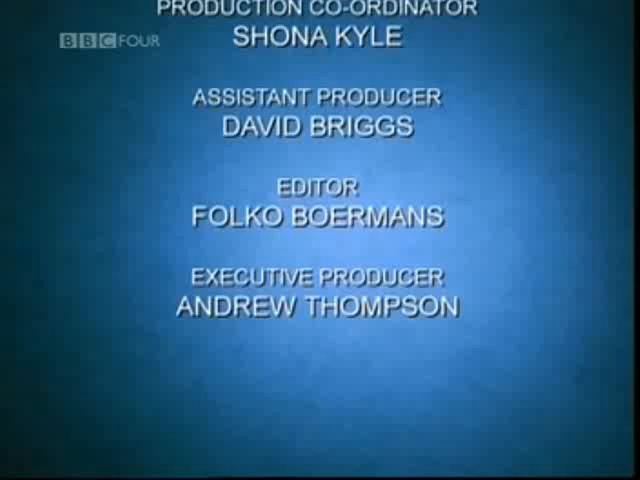 PRODUCTION CO-ORDINATOR
SHONA KYLE
BBC FOUR
ASSISTANT PRODUCER
DAVID BRIGGS
EDITOR
FOLKO BOERMANS
EXECUTIVE PRODUCER
ANDREW THOMPSON